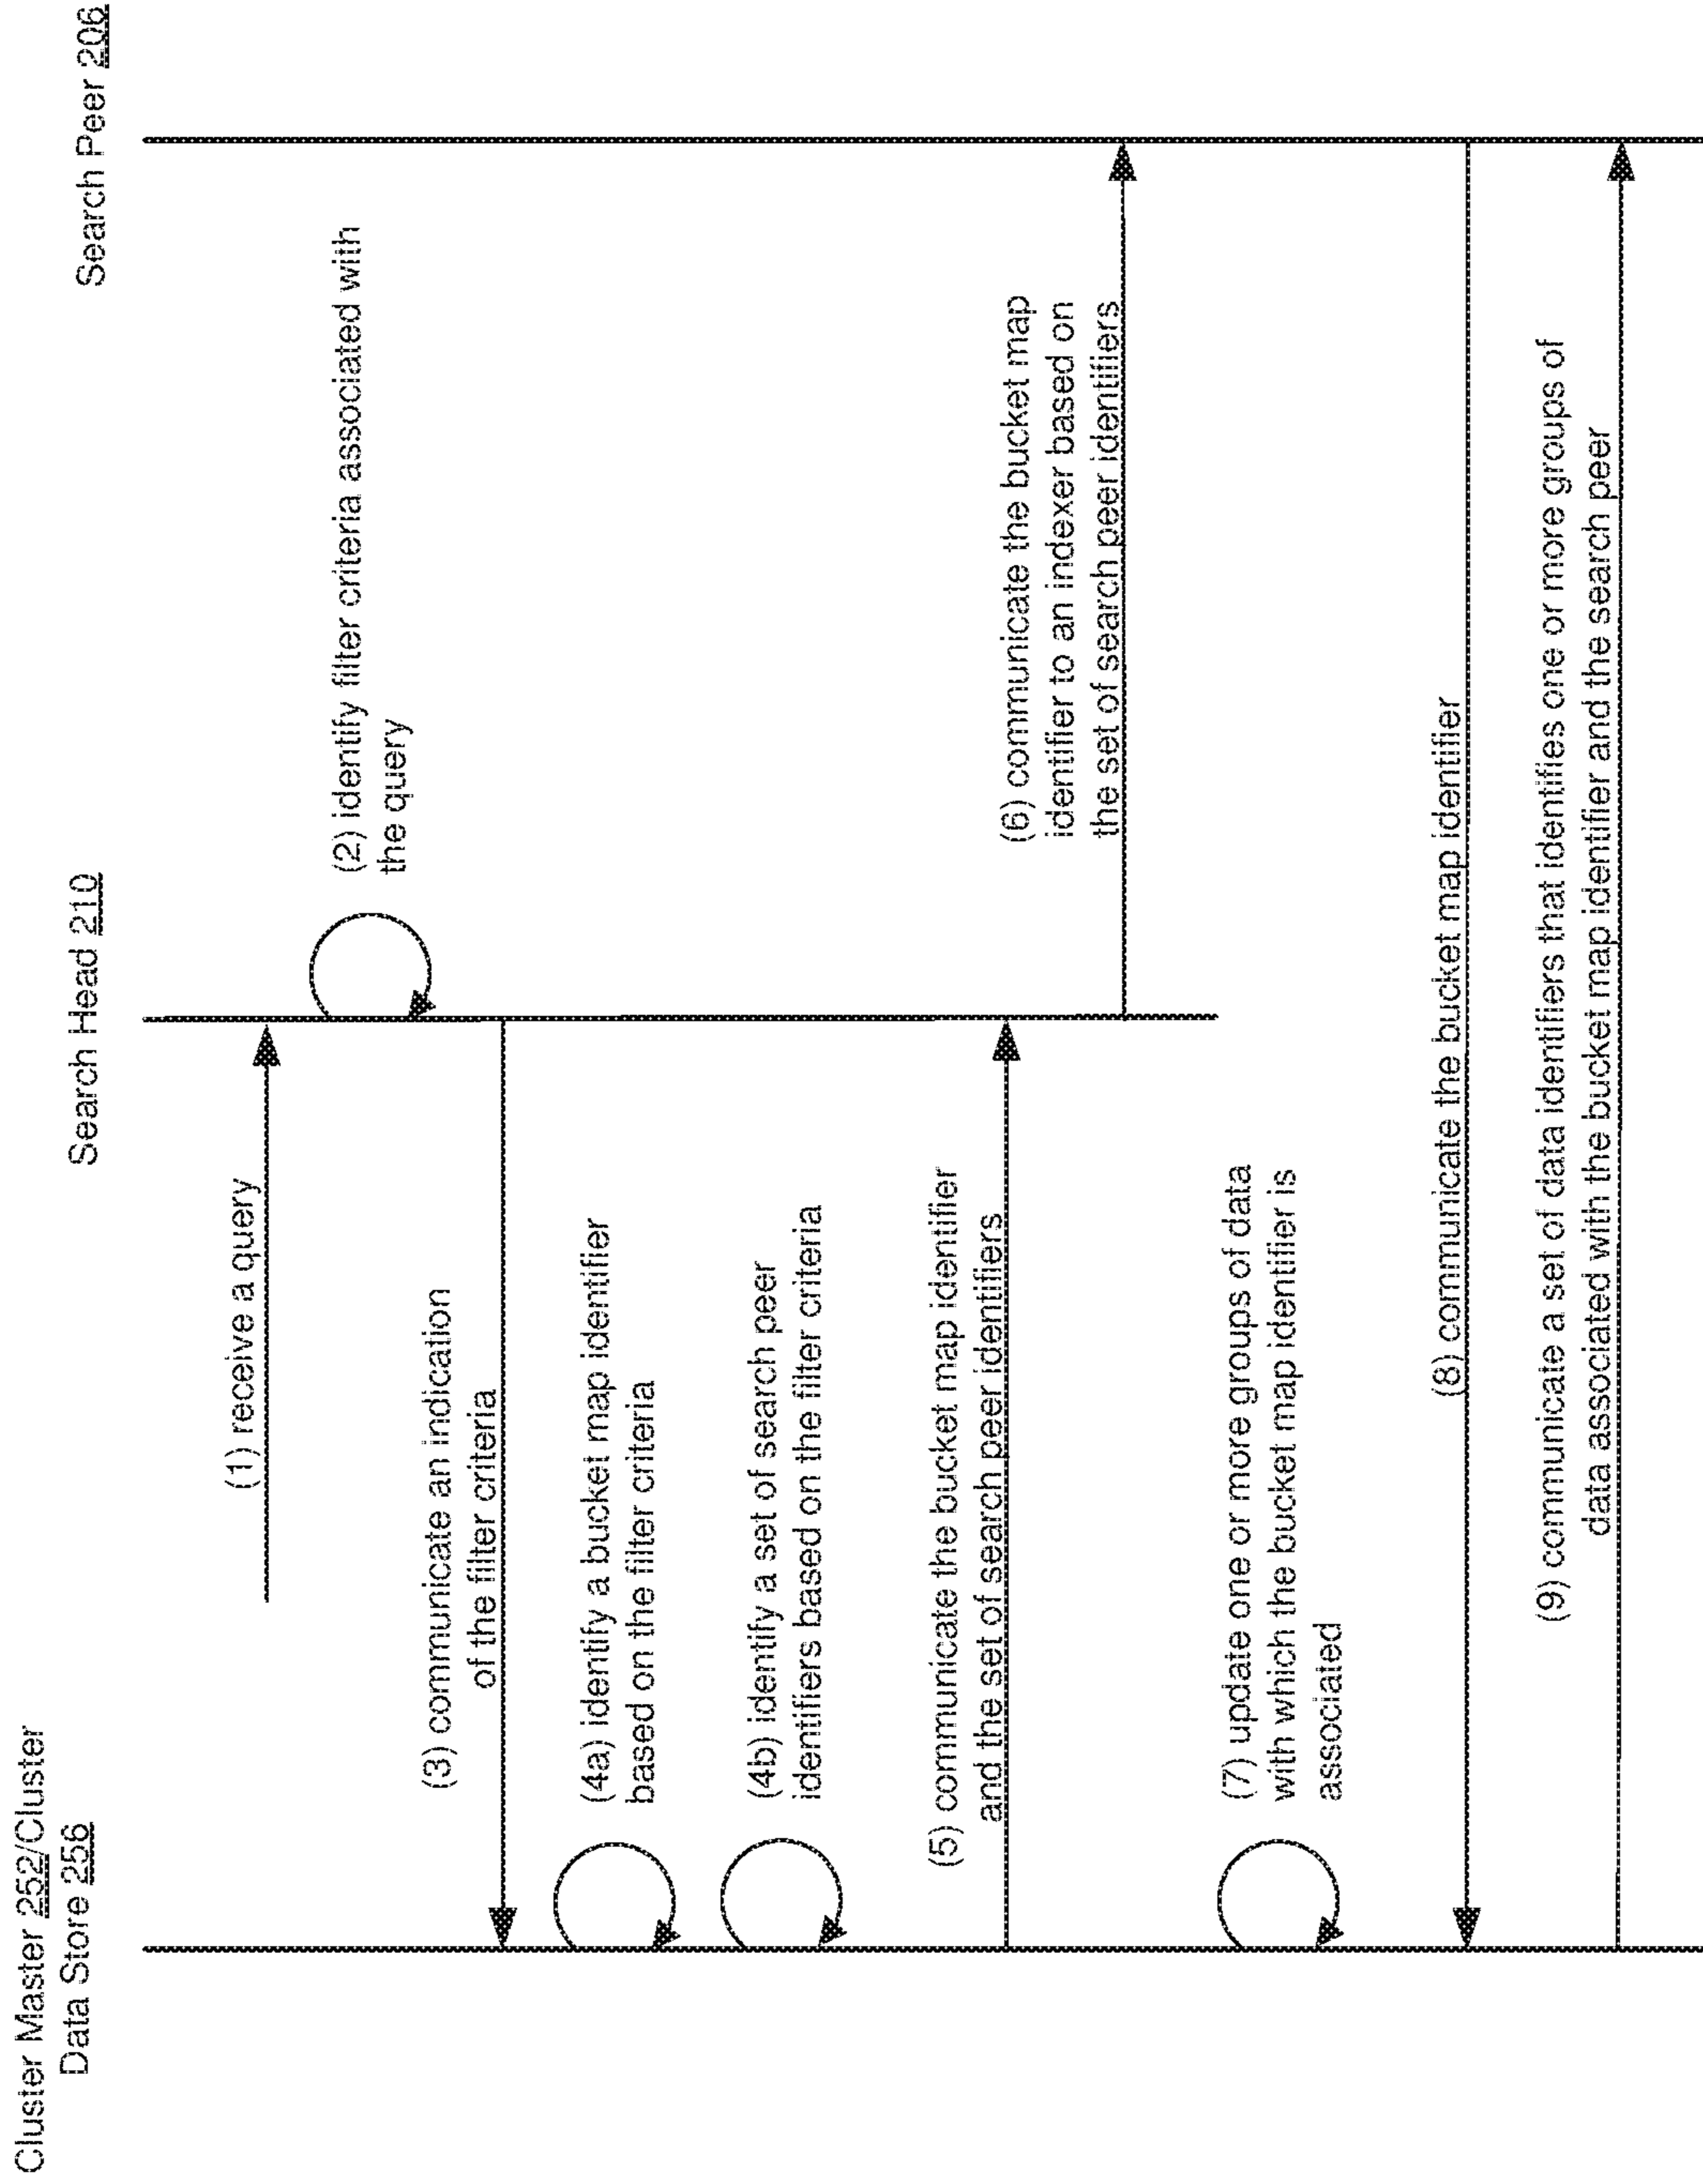 Cluster Master 252/Cluster
Data Store 256
Search Head 210
Search Peer 206
(1) receive a query
(2) identify filter criteria associated with
the query
(3) communicate an indication
of the filter criteria
(4a) identify a bucket map identifier
based on the filter criteria
(4b) identify a set of search peer
identifiers based on the filter criteria
(5) communicate the bucket map identifier
and the set of search peer identifiers
(6) communicate the bucket map
identifier to an indexer based on
the set of search peer identifiers
(7) update one or more groups of data
with which the bucket map identifier is
associated
(8) communicate the bucket map identifier
(9) communicate a set of data identifiers that identifies one or more groups of
data associated with the bucket map identifier and the search peer